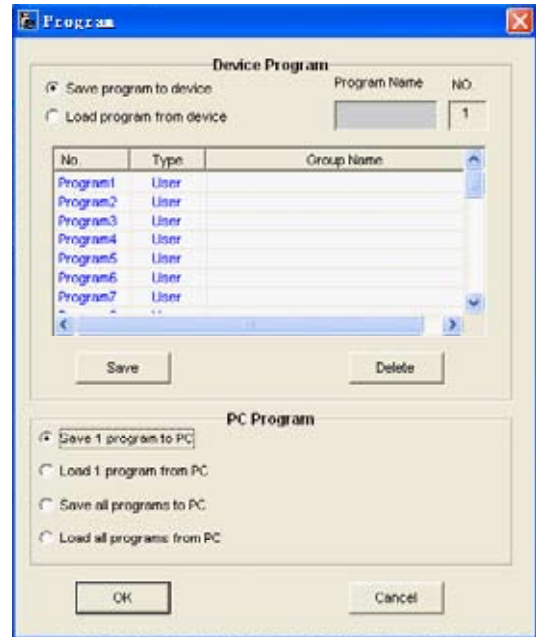 Program
Device Program
Save program to device
Program Name
NO.
Load program from device
1
No. Type Group Name
Program1 User
Program2 User
Program3 User
Program4 User
Program5 User
Program6 User
Program7 User
Save Delete
PC Program
Save 1 program to PC
Load 1 program from PC
Save all programs to PC
Load all programs from PC
OK Cancel